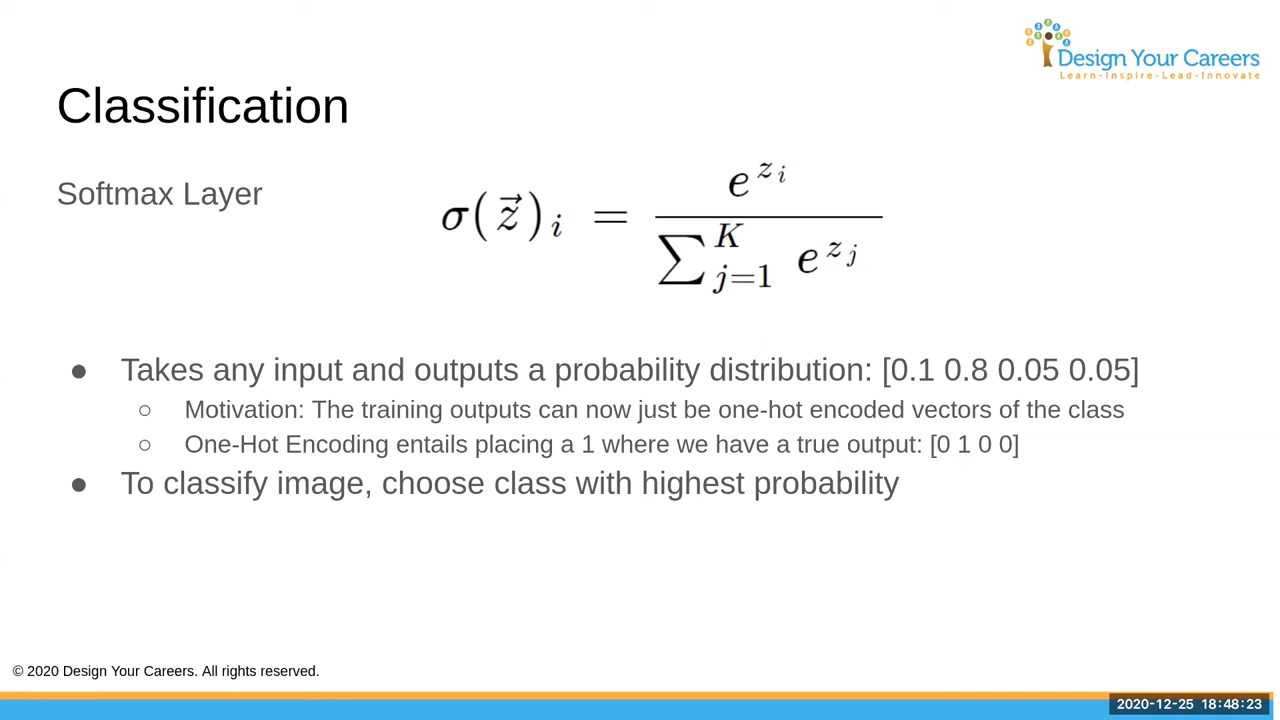 Design Your Careers
Learn-Inspire-Lead-Innovate
Classification
Softmax Layer
σ(z⃗)ᵢ = e^{zᵢ} / ∑_{j=1}^{K} e^{zⱼ}
● Takes any input and outputs a probability distribution: [0.1 0.8 0.05 0.05]
○ Motivation: The training outputs can now just be one-hot encoded vectors of the class
○ One-Hot Encoding entails placing a 1 where we have a true output: [0 1 0 0]
● To classify image, choose class with highest probability
© 2020 Design Your Careers. All rights reserved.
2020-12-25 18:48:23